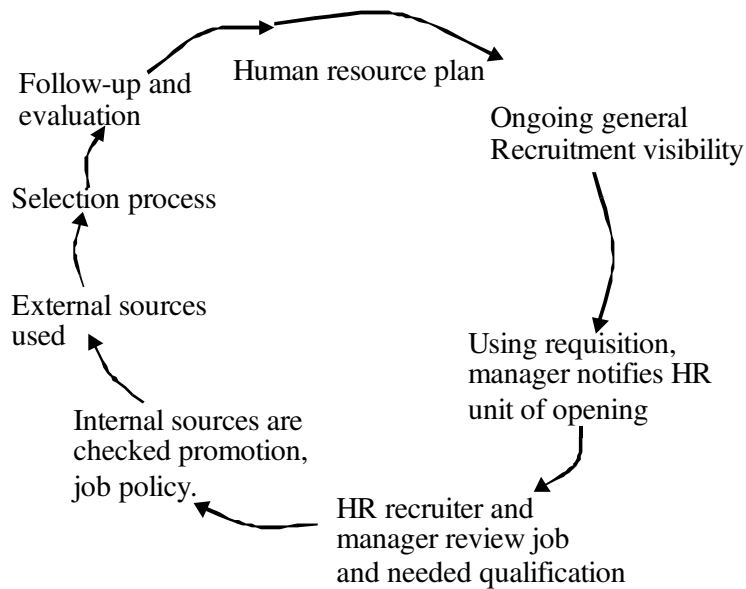 Human resource plan
Ongoing general
Recruitment visibility
Using requisition,
manager notifies HR
unit of opening
HR recruiter and
manager review job
and needed qualification
Internal sources are
checked promotion,
job policy.
External sources
used
Selection process
Follow-up and
evaluation